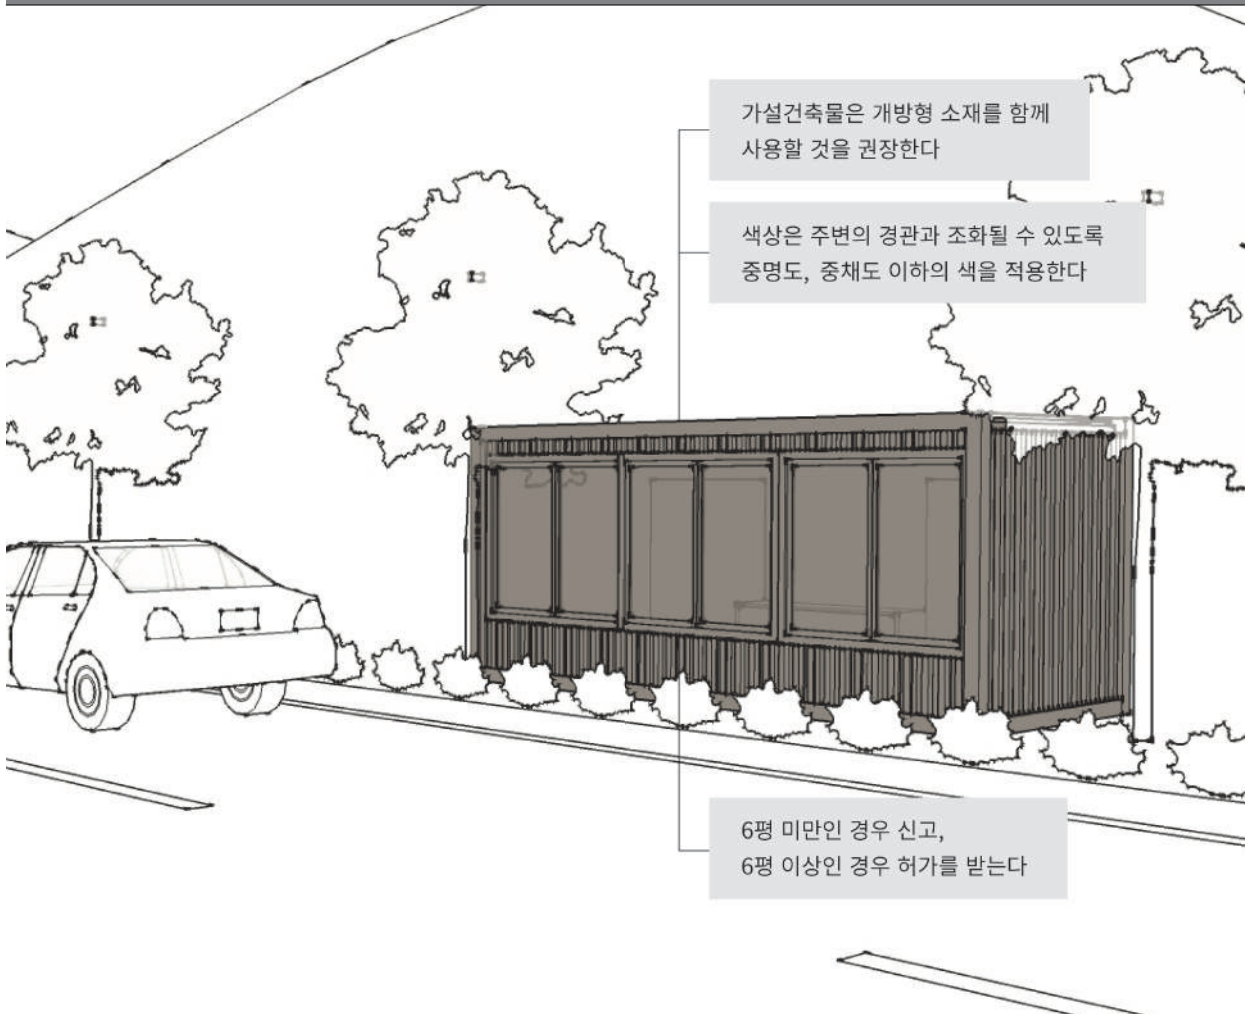 가설건축물은 개방형 소재를 함께
사용할 것을 권장한다
색상은 주변의 경관과 조화될 수 있도록
중명도, 중채도 이하의 색을 적용한다
6평 미만인 경우 신고,
6평 이상인 경우 허가를 받는다